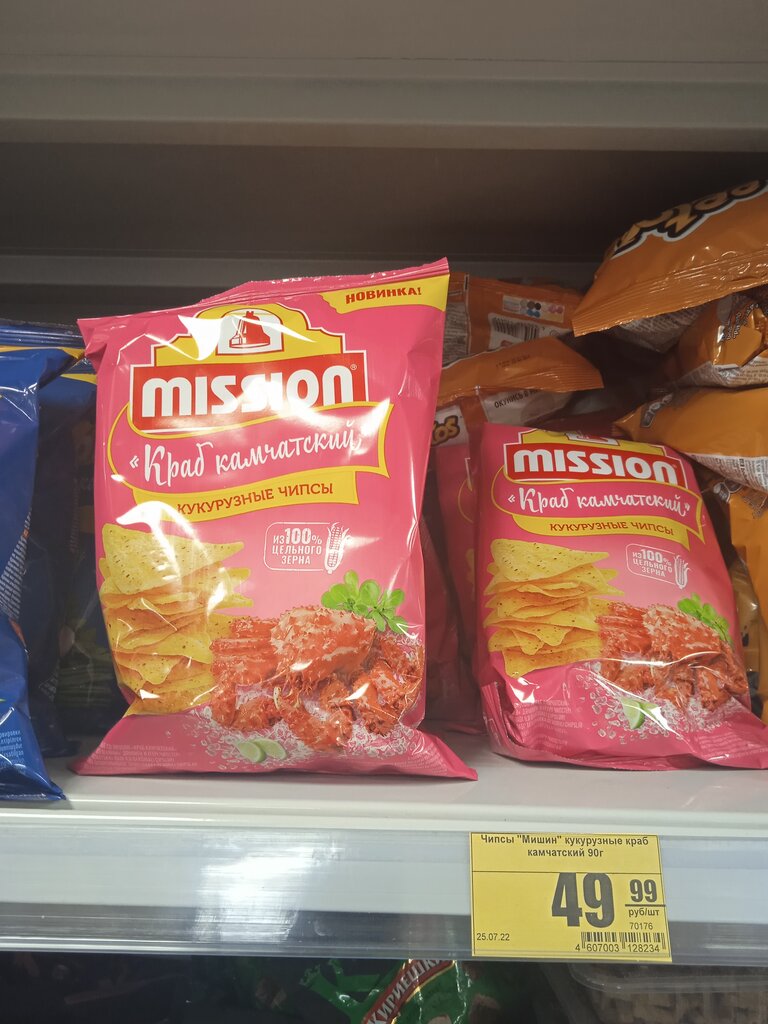 НОВИНКА!
MISSION®
«Краб камчатский»
КУКУРУЗНЫЕ ЧИПСЫ
ИЗ 100%
ЦЕЛЬНОГО
ЗЕРНА
MISSION
«Краб камчатский»
КУКУРУЗНЫЕ ЧИПСЫ
ИЗ 100%
ЦЕЛЬНОГО
ЗЕРНА
Чипсы "Мишин" кукурузные краб
камчатский 90г
49 99
руб/шт
70176
25.07.22
4 607003 128234
КИРИЕШКИ